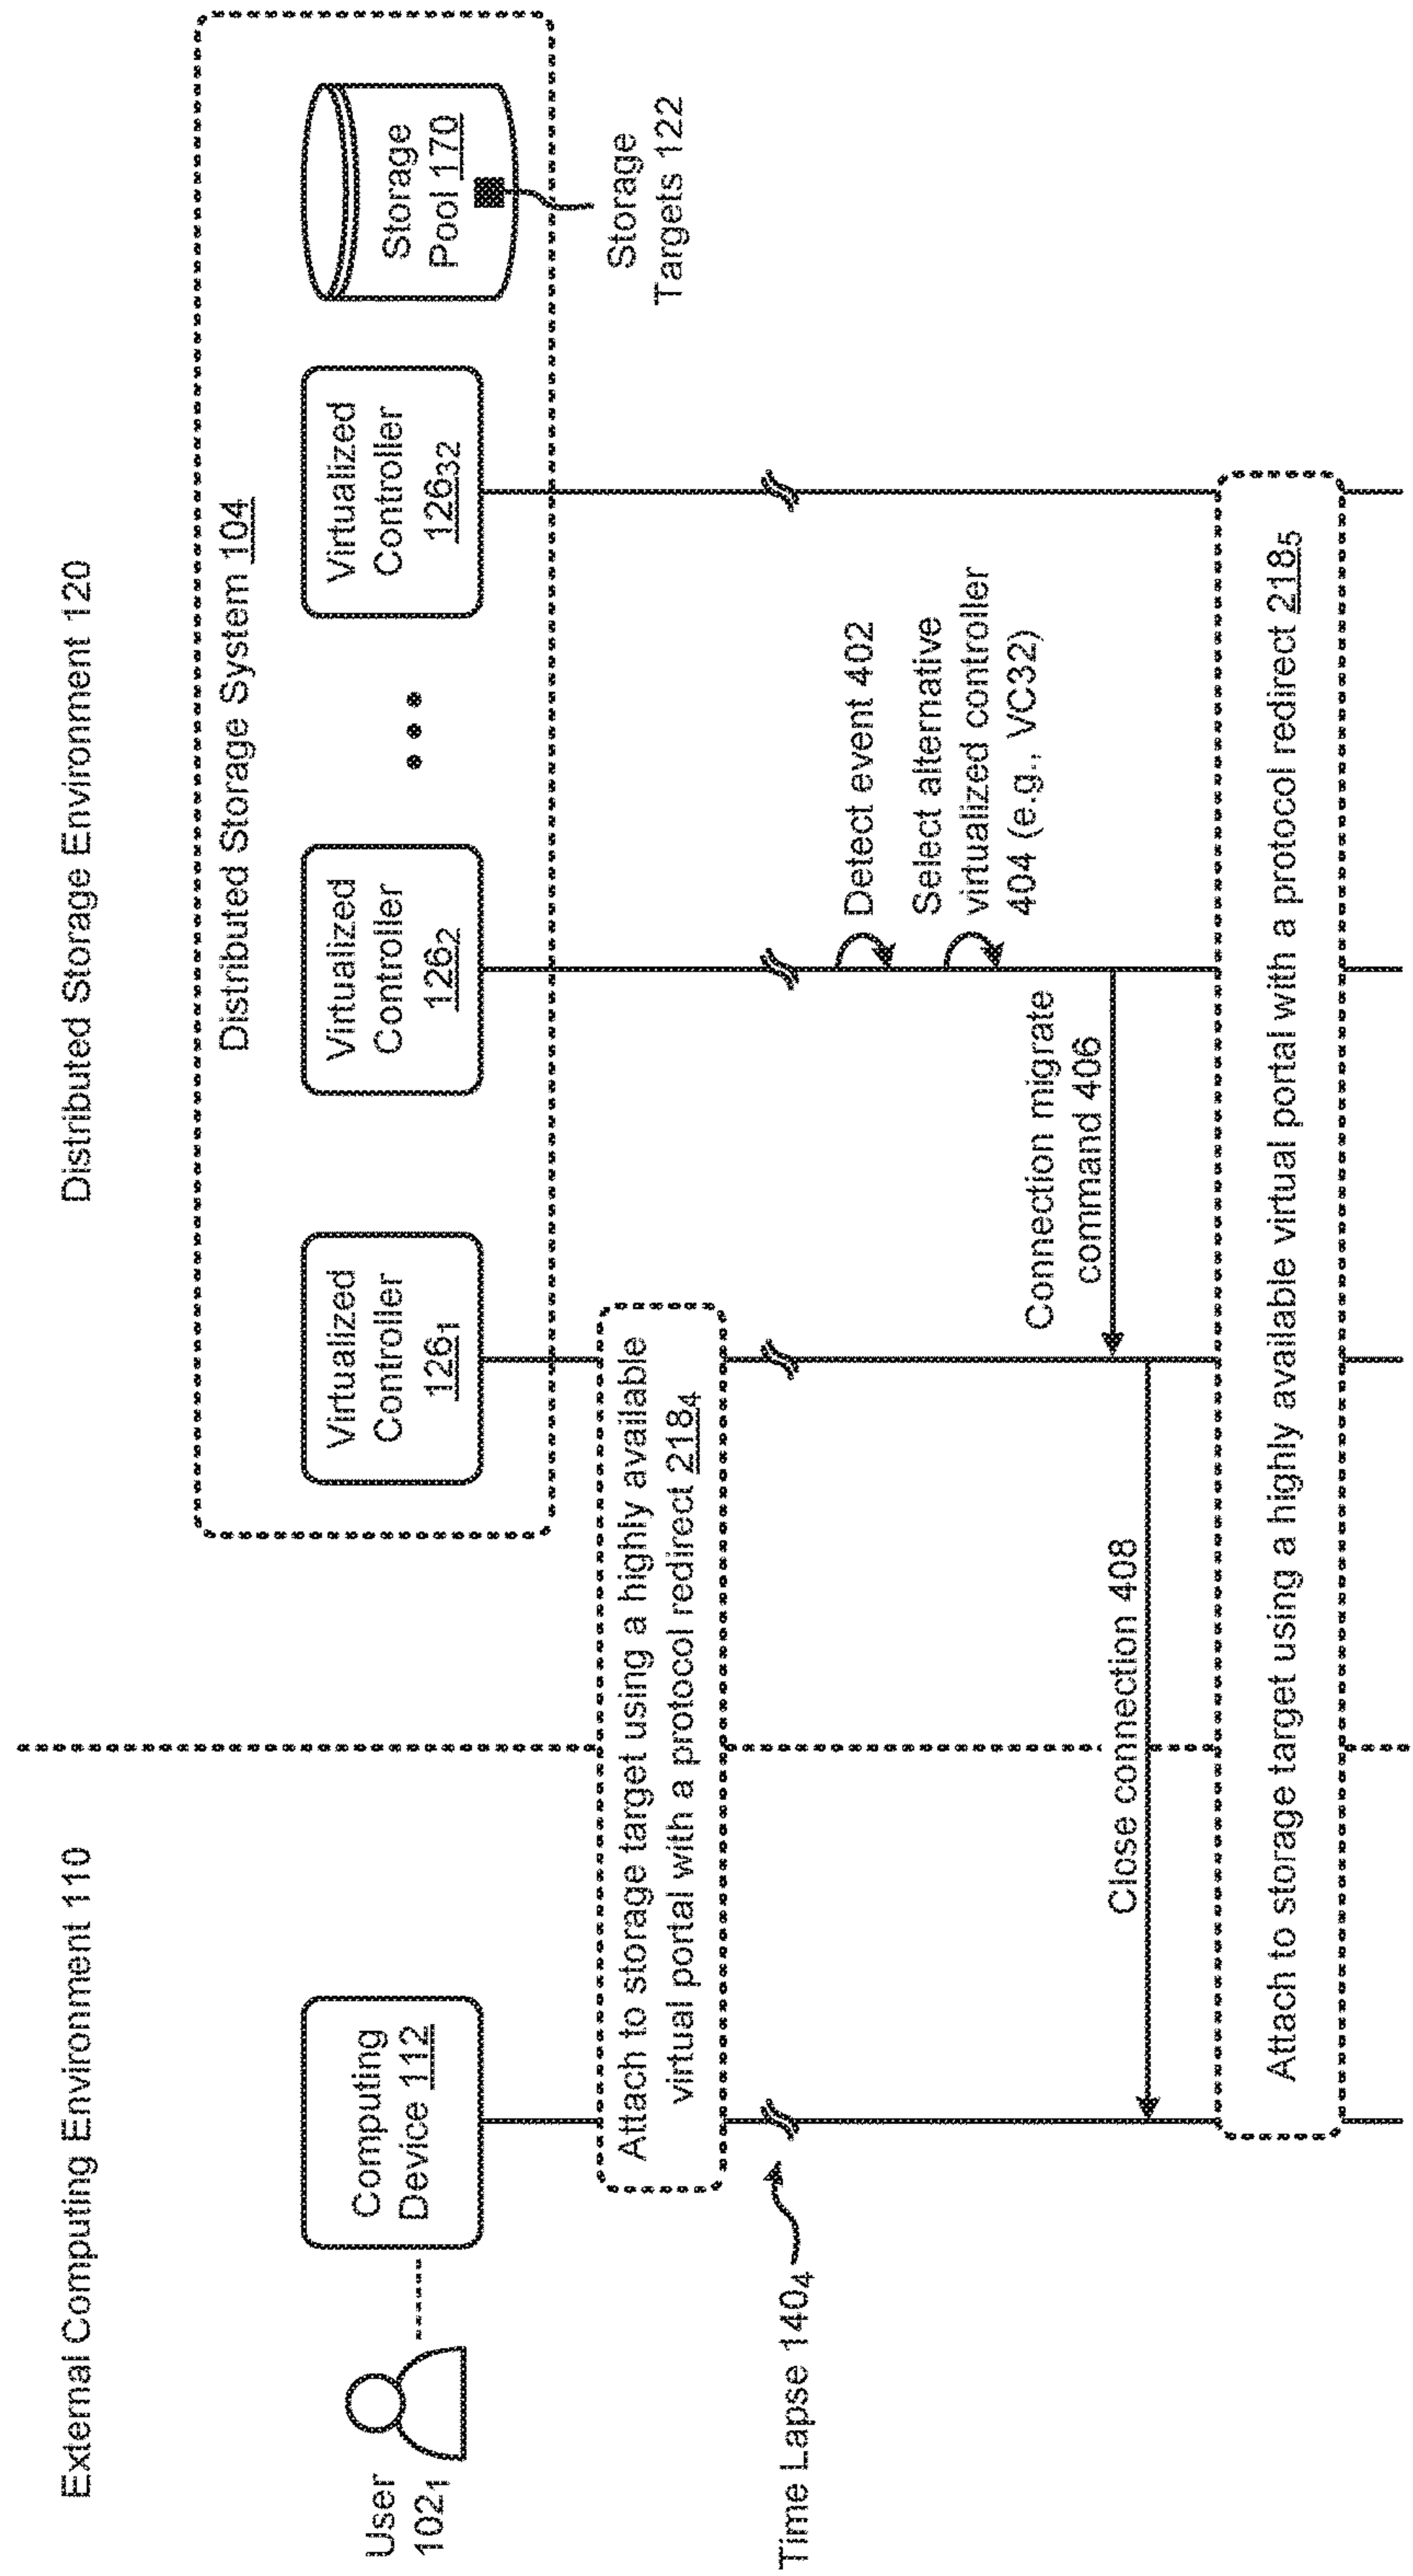 External Computing Environment 110
Distributed Storage Environment 120
Distributed Storage System 104
User
102₁
Computing
Device 112
Virtualized
Controller
126₁
Virtualized
Controller
126₂
Virtualized
Controller
126₃₂
Storage
Pool 170
Storage
Targets 122
Attach to storage target using a highly available
virtual portal with a protocol redirect 218₄
Time Lapse 140₄
Detect event 402
Select alternative
virtualized controller
404 (e.g., VC32)
Connection migrate
command 406
Close connection 408
Attach to storage target using a highly available virtual portal with a protocol redirect 218₅